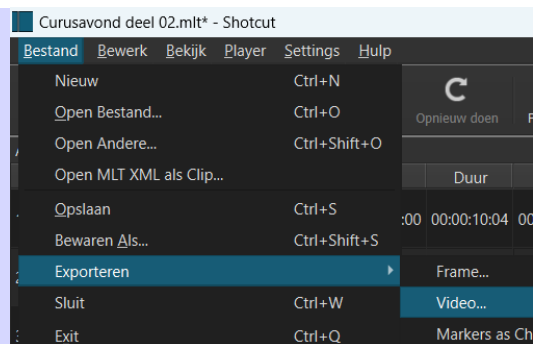 Curusavond deel 02.mlt* - Shotcut
Bestand Bewerk Bekijk Player Settings Hulp
Nieuw Ctrl+N
Open Bestand... Ctrl+O
Opnieuw doen
Open Andere... Ctrl+Shift+O
Open MLT XML als Clip...
Duur
Opslaan Ctrl+S
:00 00:00:10:04 00
Bewaren Als... Ctrl+Shift+S
Exporteren Frame...
Sluit Ctrl+W Video...
Exit Ctrl+Q Markers as Ch